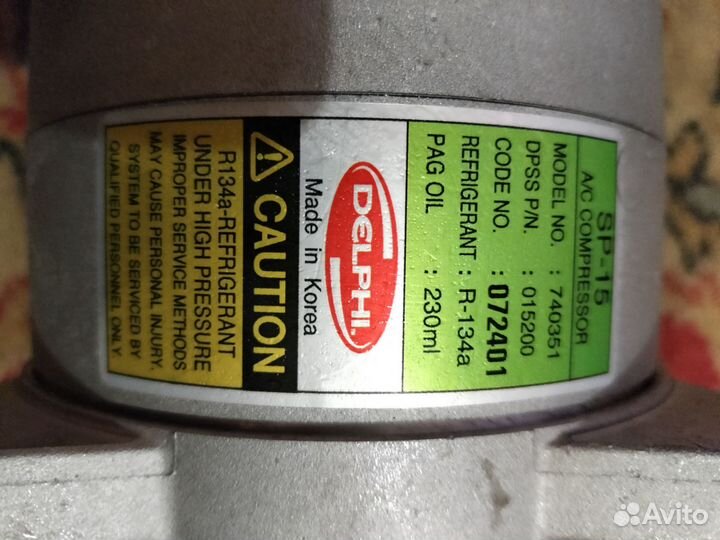 SP-15
A/C COMPRESSOR
MODEL NO. : 740351
DPSS P/N. : 015200
CODE NO. : 072401
REFRIGERANT : R-134a
PAG OIL : 230ml
DELPHI
Made in Korea
CAUTION
R134a-REFRIGERANT
UNDER HIGH PRESSURE
IMPROPER SERVICE METHODS
MAY CAUSE PERSONAL INJURY.
SYSTEM TO BE SERVICED BY
QUALIFIED PERSONNEL ONLY.
Avito